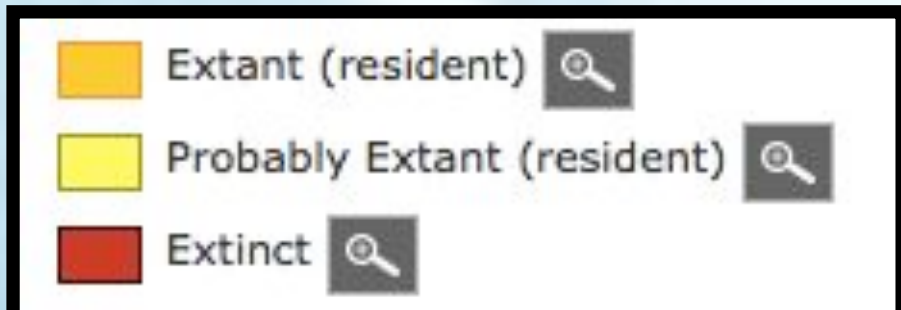 Extant (resident)
Probably Extant (resident)
Extinct